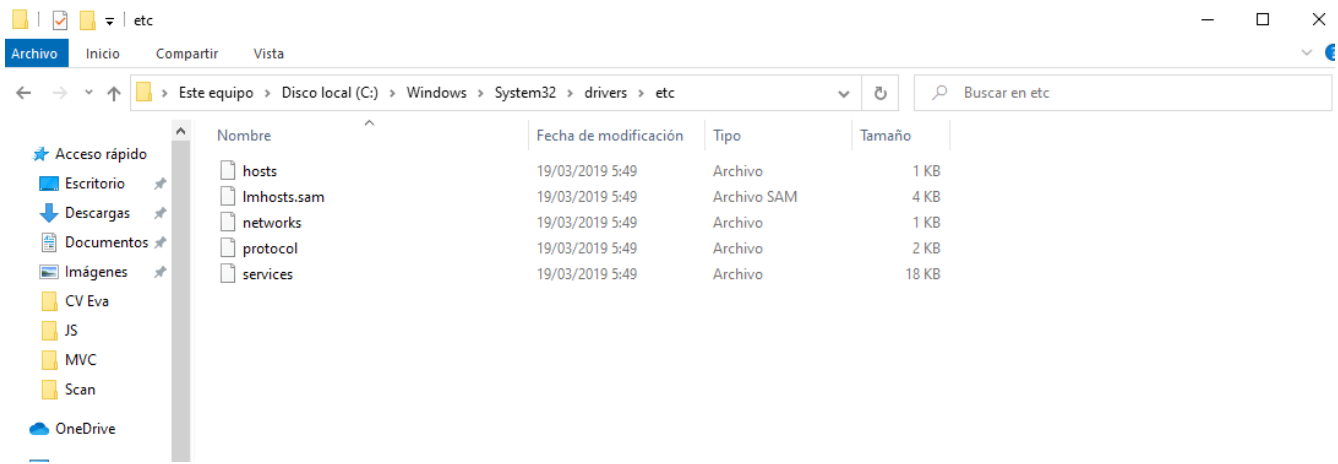 etc
Archivo Inicio Compartir Vista
Este equipo > Disco local (C:) > Windows > System32 > drivers > etc
Buscar en etc
Acceso rápido
Escritorio
Descargas
Documentos
Imágenes
CV Eva
JS
MVC
Scan
OneDrive
Nombre Fecha de modificación Tipo Tamaño
hosts 19/03/2019 5:49 Archivo 1 KB
lmhosts.sam 19/03/2019 5:49 Archivo SAM 4 KB
networks 19/03/2019 5:49 Archivo 1 KB
protocol 19/03/2019 5:49 Archivo 2 KB
services 19/03/2019 5:49 Archivo 18 KB